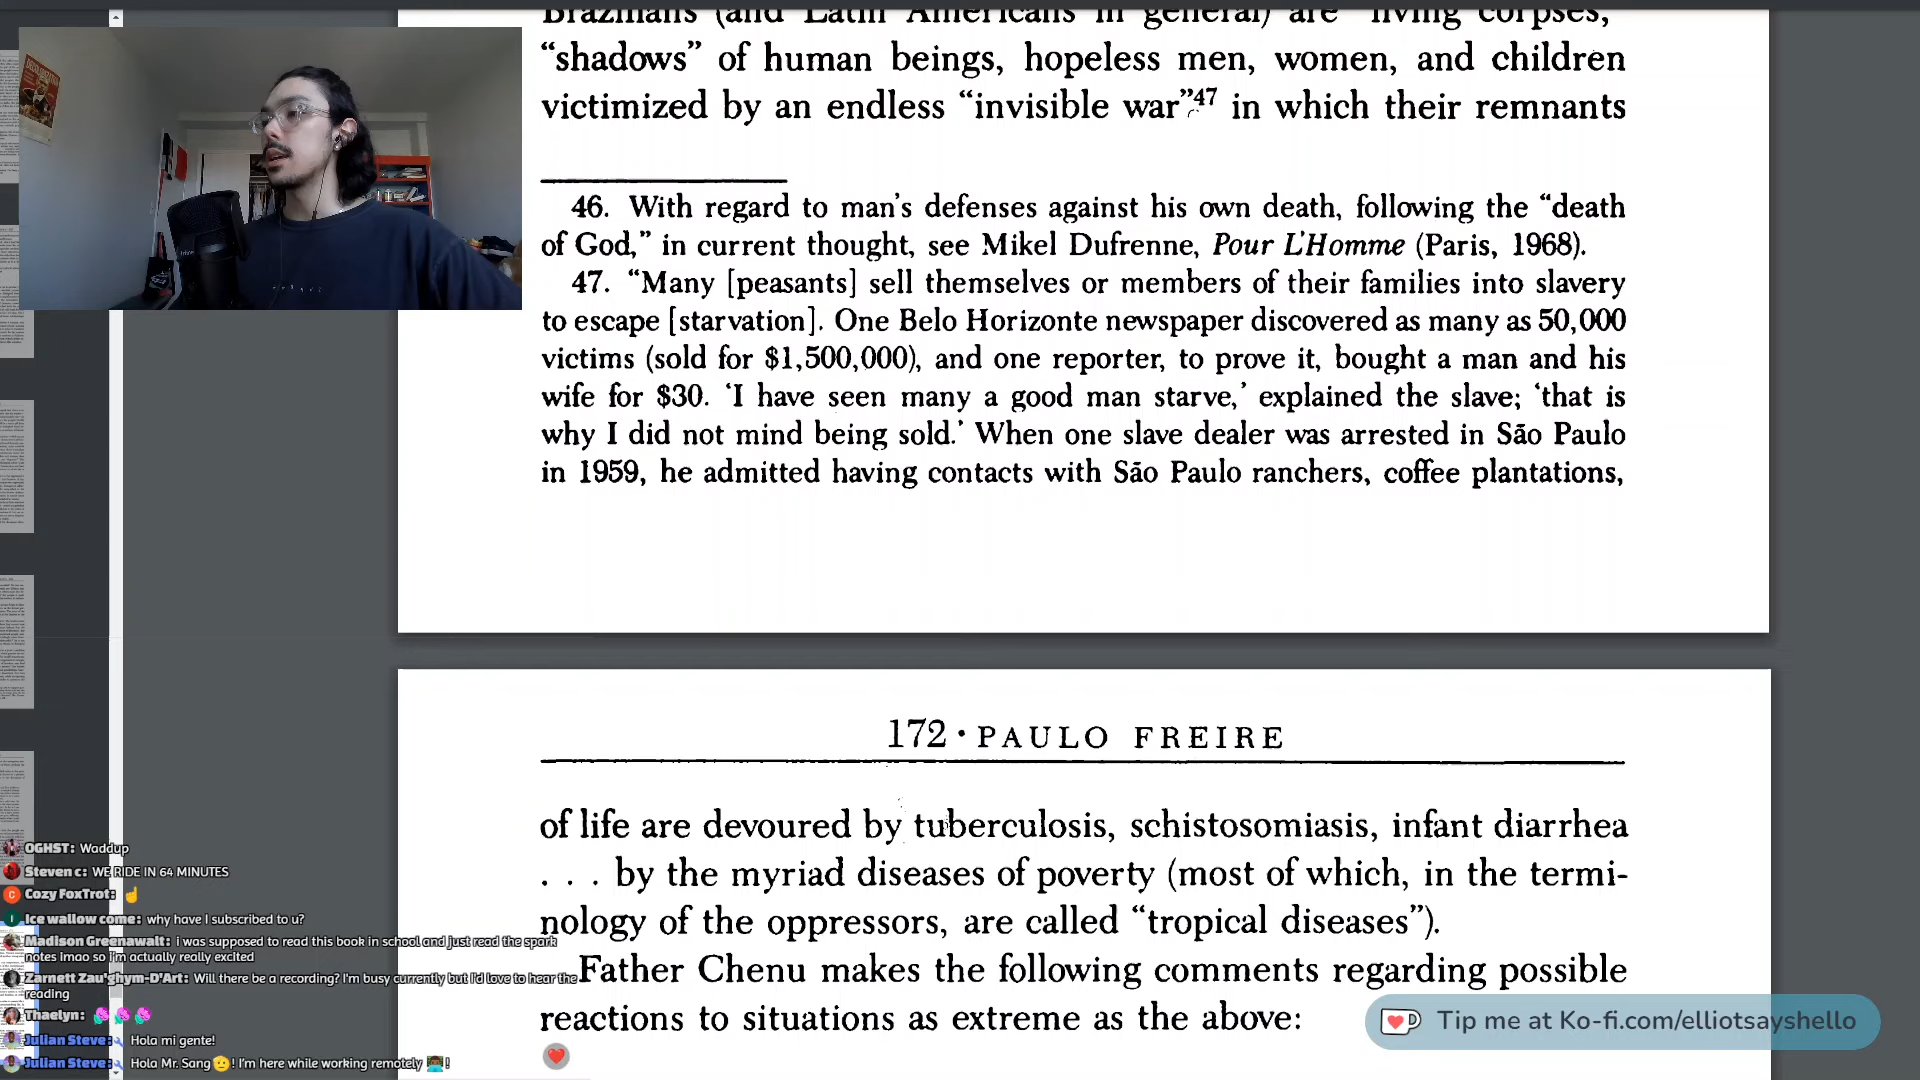 Brazilians (and Latin Americans in general) are “living corpses,”
“shadows” of human beings, hopeless men, women, and children
victimized by an endless “invisible war”47 in which their remnants
46. With regard to man’s defenses against his own death, following the “death
of God,” in current thought, see Mikel Dufrenne, Pour L’Homme (Paris, 1968).
47. “Many [peasants] sell themselves or members of their families into slavery
to escape [starvation]. One Belo Horizonte newspaper discovered as many as 50,000
victims (sold for $1,500,000), and one reporter, to prove it, bought a man and his
wife for $30. ‘I have seen many a good man starve,’ explained the slave; ‘that is
why I did not mind being sold.’ When one slave dealer was arrested in São Paulo
in 1959, he admitted having contacts with São Paulo ranchers, coffee plantations,
172 · PAULO FREIRE
of life are devoured by tuberculosis, schistosomiasis, infant diarrhea
. . . by the myriad diseases of poverty (most of which, in the termi-
nology of the oppressors, are called “tropical diseases”).
Father Chenu makes the following comments regarding possible
reactions to situations as extreme as the above:
OGHST: Waddup
Steven c: WE RIDE IN 64 MINUTES
Cozy FoxTrot: ☝️
Ice wallow come: why have I subscribed to u?
Madison Greenawalt: i was supposed to read this book in school and just read the spark
notes lmao so i'm actually really excited
Zarnett Zau'ghym-D'Art: Will there be a recording? I'm busy currently but I'd love to hear the
reading
Thaelyn:
Julian Steve: Hola mi gente!
Julian Steve: Hola Mr. Sang🫡! I'm here while working remotely 👨🏾‍💻!
Tip me at Ko-fi.com/elliotsayshello